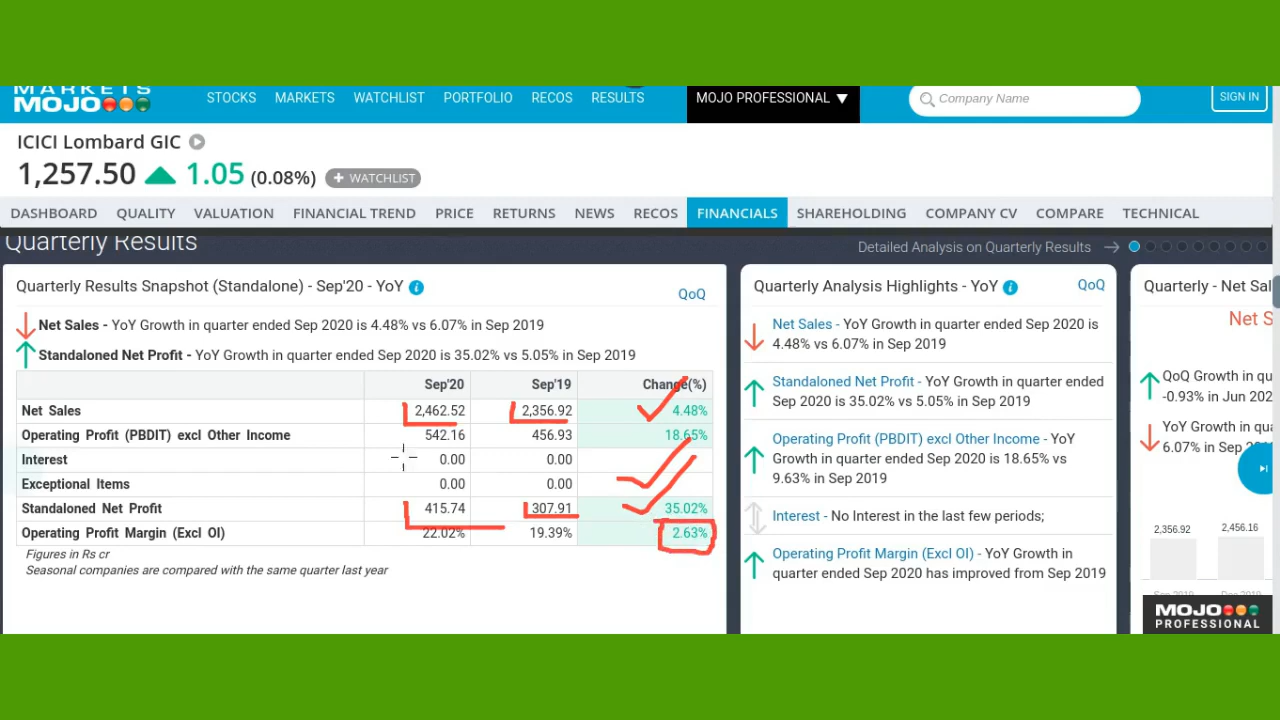 MARKETS
MOJO
STOCKS MARKETS WATCHLIST PORTFOLIO RECOS RESULTS MOJO PROFESSIONAL ▼ Company Name SIGN IN
ICICI Lombard GIC
1,257.50 1.05 (0.08%) + WATCHLIST
DASHBOARD QUALITY VALUATION FINANCIAL TREND PRICE RETURNS NEWS RECOS FINANCIALS SHAREHOLDING COMPANY CV COMPARE TECHNICAL
Quarterly Results
Detailed Analysis on Quarterly Results
Quarterly Results Snapshot (Standalone) - Sep'20 - YoY
QoQ
Net Sales - YoY Growth in quarter ended Sep 2020 is 4.48% vs 6.07% in Sep 2019
Standaloned Net Profit - YoY Growth in quarter ended Sep 2020 is 35.02% vs 5.05% in Sep 2019
Sep'20 Sep'19 Change(%)
Net Sales 2,462.52 2,356.92 4.48%
Operating Profit (PBDIT) excl Other Income 542.16 456.93 18.65%
Interest 0.00 0.00
Exceptional Items 0.00 0.00
Standaloned Net Profit 415.74 307.91 35.02%
Operating Profit Margin (Excl OI) 22.02% 19.39% 2.63%
Figures in Rs cr
Seasonal companies are compared with the same quarter last year
Quarterly Analysis Highlights - YoY
QoQ
Net Sales - YoY Growth in quarter ended Sep 2020 is
4.48% vs 6.07% in Sep 2019
Standaloned Net Profit - YoY Growth in quarter ended
Sep 2020 is 35.02% vs 5.05% in Sep 2019
Operating Profit (PBDIT) excl Other Income - YoY
Growth in quarter ended Sep 2020 is 18.65% vs
9.63% in Sep 2019
Interest - No Interest in the last few periods;
Operating Profit Margin (Excl OI) - YoY Growth in
quarter ended Sep 2020 has improved from Sep 2019
Quarterly - Net Sal
Net S
QoQ Growth in qu
-0.93% in Jun 202
YoY Growth in qua
6.07% in Sep
2,356.92 2,456.16
MOJO
PROFESSIONAL